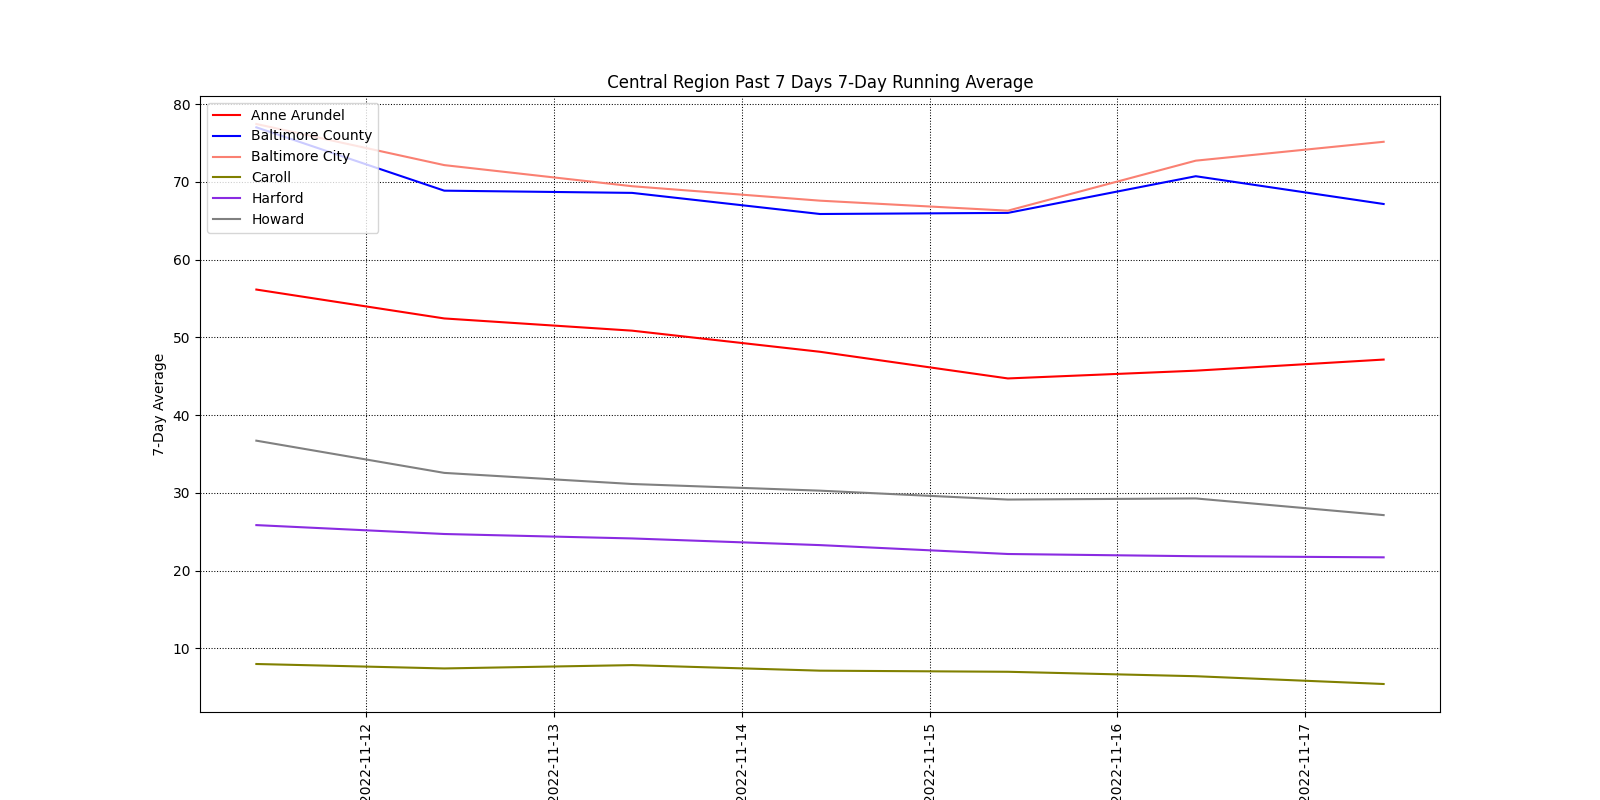 Central Region Past 7 Days 7-Day Running Average
80
70
60
50
40
30
20
10
7-Day Average
Anne Arundel
Baltimore County
Baltimore City
Caroll
Harford
Howard
2022-11-12
2022-11-13
2022-11-14
2022-11-15
2022-11-16
2022-11-17